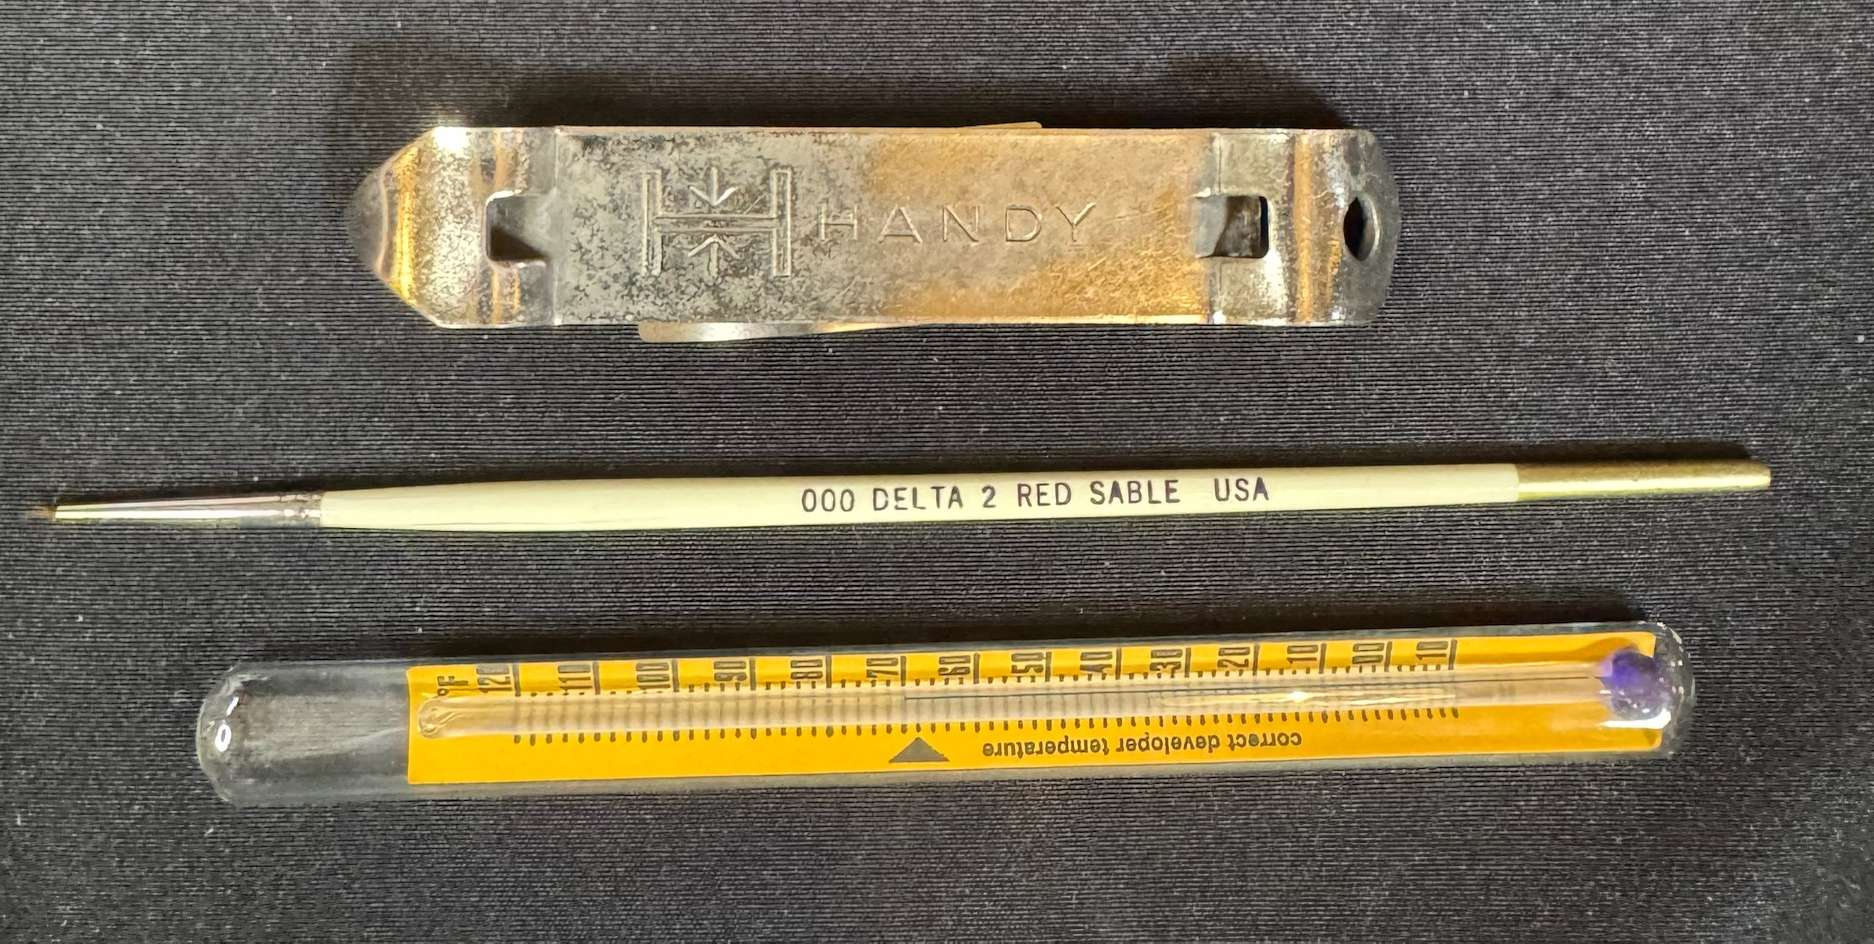 H HANDY
000 DELTA 2 RED SABLE USA
°F 120 110 100 90 80 70 60 50 40 30 20 10 00 10
correct developer temperature